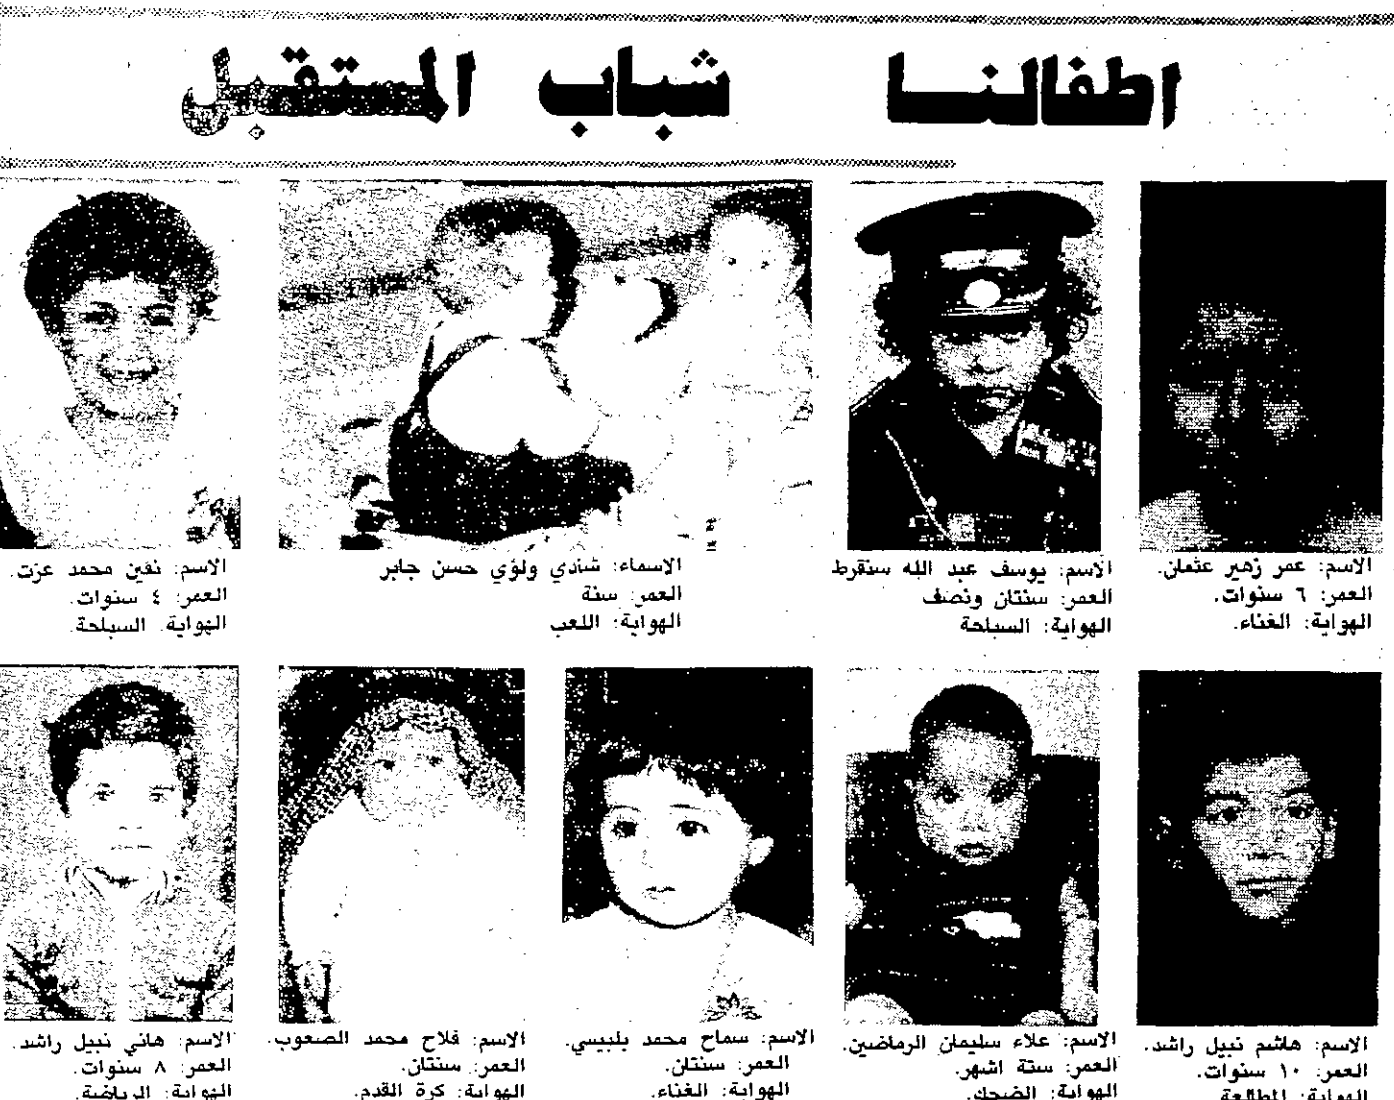 اطفالنا شباب المستقبل
الاسم: عمر زهير عثمان.
العمر: ٦ سنوات.
الهواية: الغناء.
الاسم: يوسف عبد الله سنقرط
العمر: سنتان ونصف
الهواية: السباحة
الاسماء: شادي ولؤي حسن جابر
العمر: سنة
الهواية: اللعب
الاسم: نفين محمد عزت.
العمر: ٤ سنوات.
الهواية. السباحة.
الاسم: هاشم نبيل راشد.
العمر: ١٠ سنوات.
الهواية: المطالعة
الاسم: علاء سليمان الرماضين.
العمر: ستة اشهر.
الهواية: الضحك.
الاسم: سماح محمد بلبيسي.
العمر: سنتان.
الهواية: الغناء.
الاسم: فلاح محمد الصعوب.
العمر: سنتان.
الهواية: كرة القدم.
الاسم: هاني نبيل راشد.
العمر: ٨ سنوات.
الهواية: الرياضة.